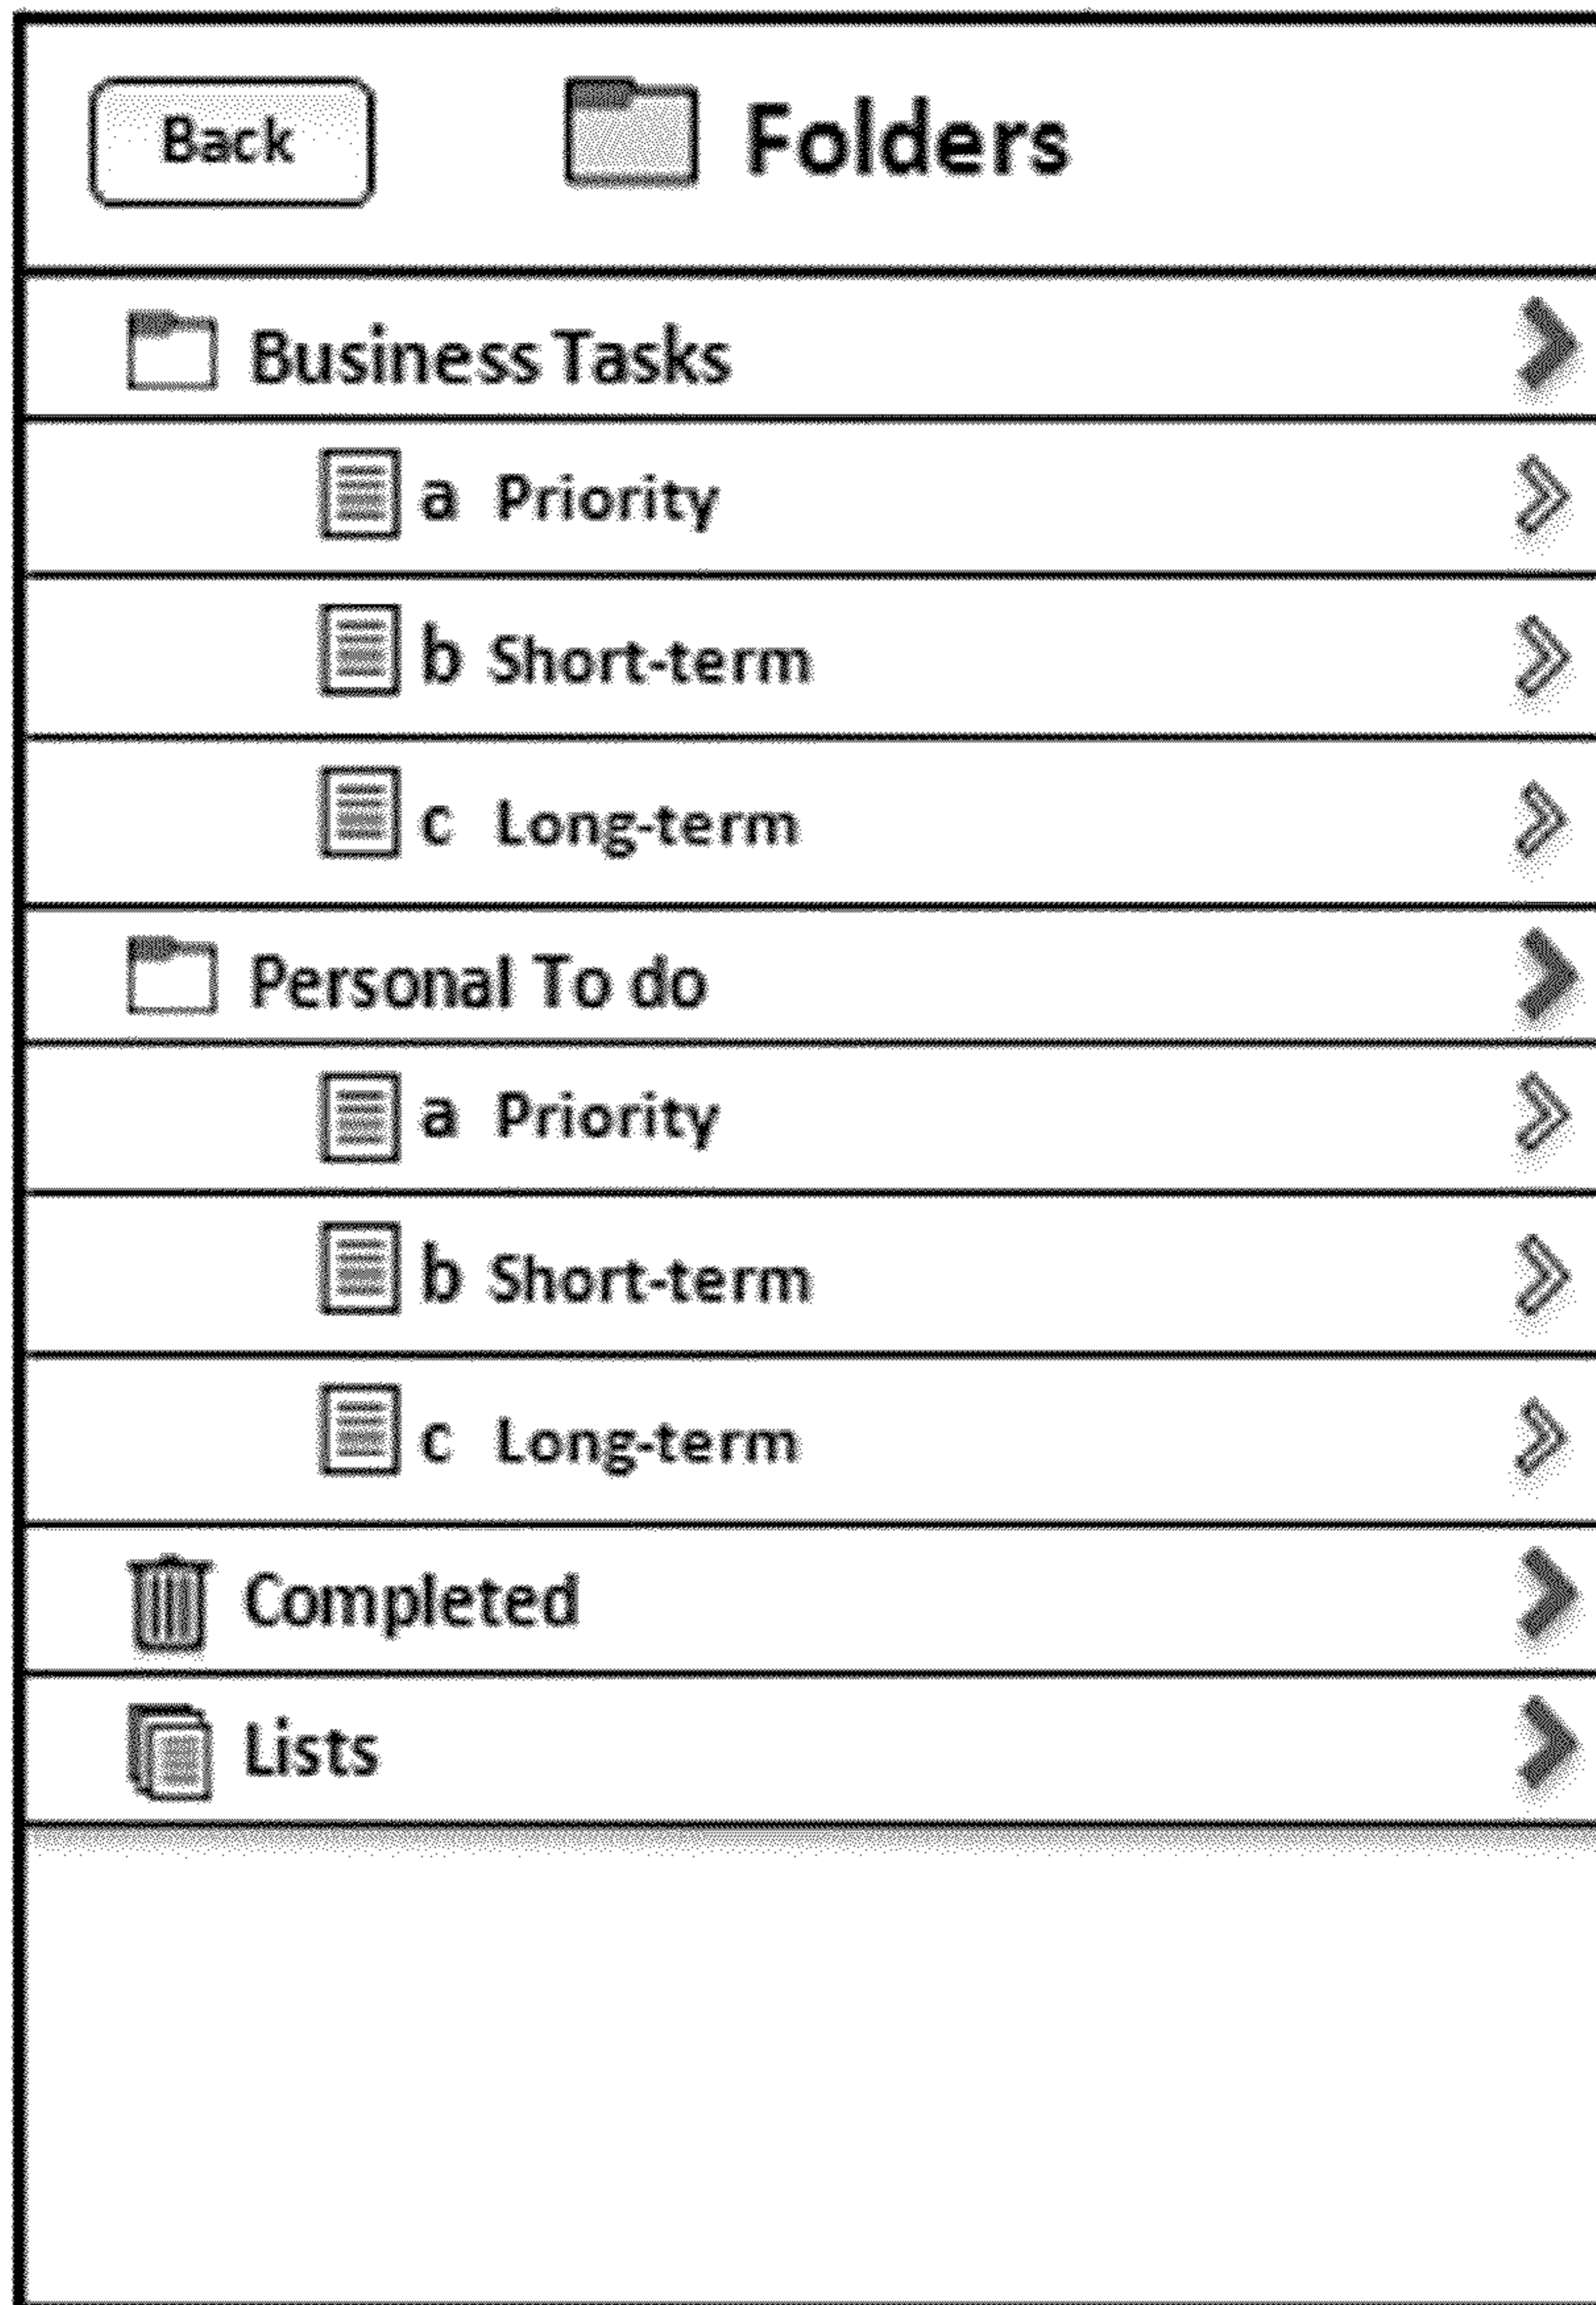 Back Folders
Business Tasks
a Priority
b Short-term
c Long-term
Personal To do
a Priority
b Short-term
c Long-term
Completed
Lists